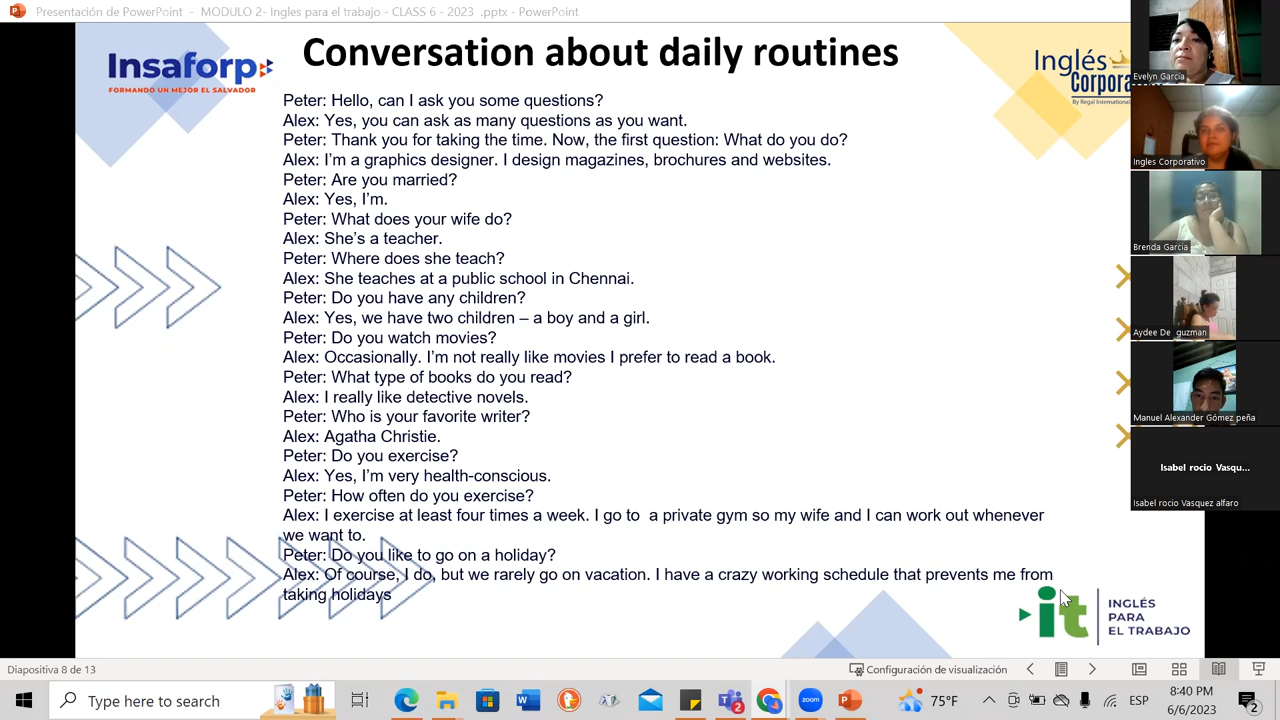 Presentación de PowerPoint - MODULO 2- Ingles para el trabajo - CLASS 6 - 2023 .pptx - PowerPoint
Insaforp
FORMANDO UN MEJOR EL SALVADOR
Conversation about daily routines
Inglés
Corporativo
By Regal International
Peter: Hello, can I ask you some questions?
Alex: Yes, you can ask as many questions as you want.
Peter: Thank you for taking the time. Now, the first question: What do you do?
Alex: I'm a graphics designer. I design magazines, brochures and websites.
Peter: Are you married?
Alex: Yes, I'm.
Peter: What does your wife do?
Alex: She's a teacher.
Peter: Where does she teach?
Alex: She teaches at a public school in Chennai.
Peter: Do you have any children?
Alex: Yes, we have two children – a boy and a girl.
Peter: Do you watch movies?
Alex: Occasionally. I'm not really like movies I prefer to read a book.
Peter: What type of books do you read?
Alex: I really like detective novels.
Peter: Who is your favorite writer?
Alex: Agatha Christie.
Peter: Do you exercise?
Alex: Yes, I'm very health-conscious.
Peter: How often do you exercise?
Alex: I exercise at least four times a week. I go to  a private gym so my wife and I can work out whenever
we want to.
Peter: Do you like to go on a holiday?
Alex: Of course, I do, but we rarely go on vacation. I have a crazy working schedule that prevents me from
taking holidays
it
INGLÉS
PARA
EL TRABAJO
Evelyn García
Ingles Corporativo
Brenda Garcia
Aydee De guzman
Manuel Alexander Gómez peña
Isabel rocio Vasqu...
Isabel rocio Vasquez alfaro
Diapositiva 8 de 13
Configuración de visualización
Type here to search
zoom
2
75°F
ESP
8:40 PM
6/6/2023
2